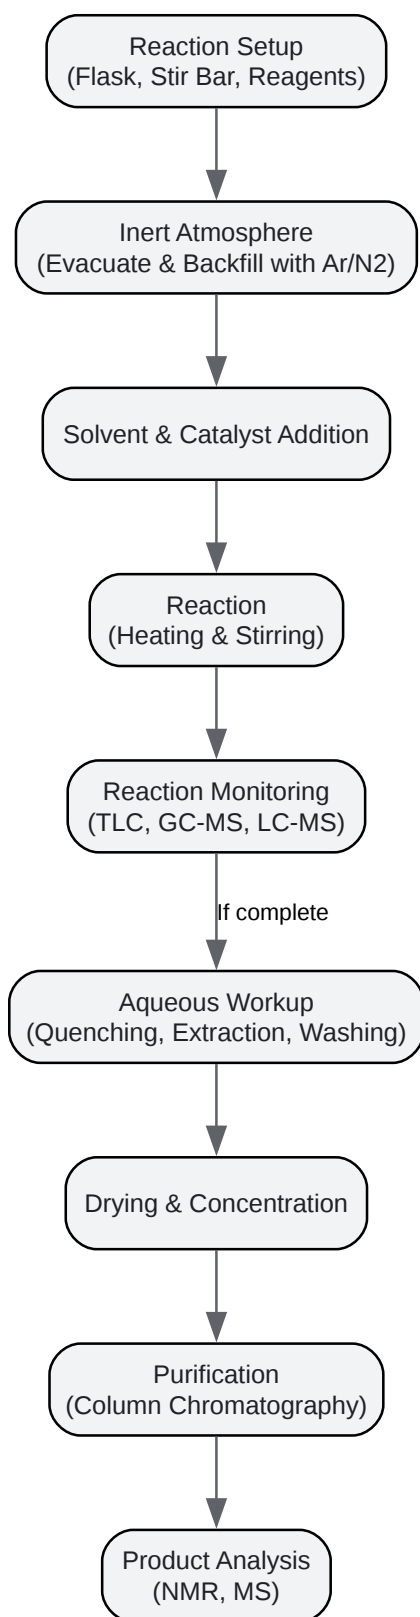 Reaction Setup
(Flask, Stir Bar, Reagents)
Inert Atmosphere
(Evacuate & Backfill with Ar/N2)
Solvent & Catalyst Addition
Reaction
(Heating & Stirring)
Reaction Monitoring
(TLC, GC-MS, LC-MS)
If complete
Aqueous Workup
(Quenching, Extraction, Washing)
Drying & Concentration
Purification
(Column Chromatography)
Product Analysis
(NMR, MS)